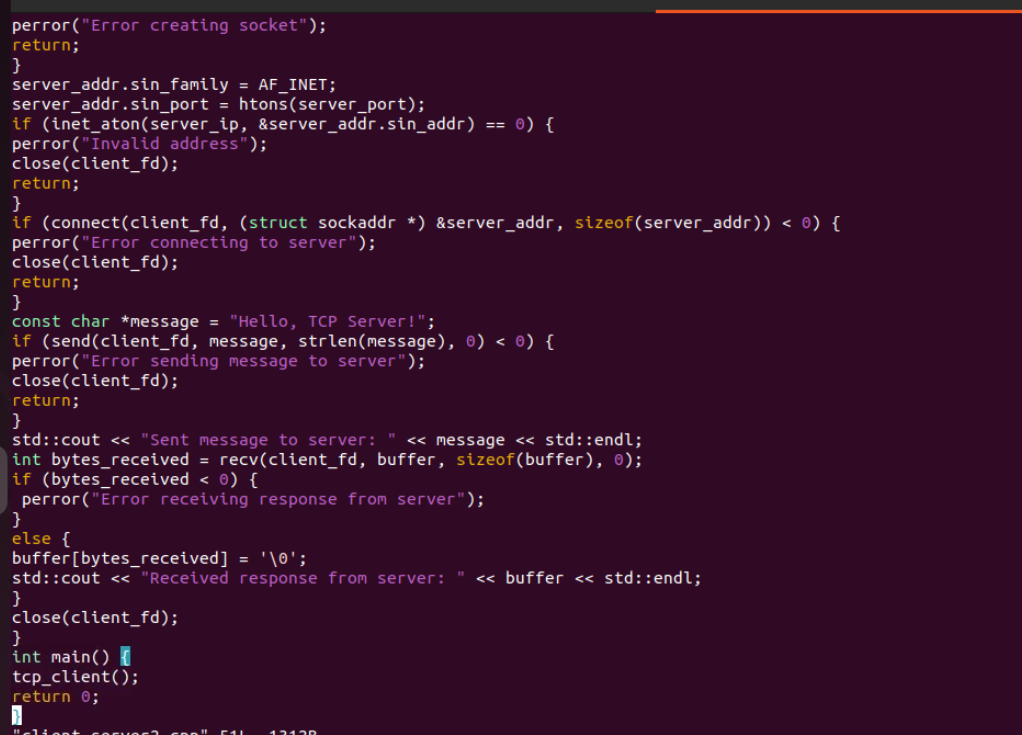 perror("Error creating socket");
return;
}
server_addr.sin_family = AF_INET;
server_addr.sin_port = htons(server_port);
if (inet_aton(server_ip, &server_addr.sin_addr) == 0) {
perror("Invalid address");
close(client_fd);
return;
}
if (connect(client_fd, (struct sockaddr *) &server_addr, sizeof(server_addr)) < 0) {
perror("Error connecting to server");
close(client_fd);
return;
}
const char *message = "Hello, TCP Server!";
if (send(client_fd, message, strlen(message), 0) < 0) {
perror("Error sending message to server");
close(client_fd);
return;
}
std::cout << "Sent message to server: " << message << std::endl;
int bytes_received = recv(client_fd, buffer, sizeof(buffer), 0);
if (bytes_received < 0) {
 perror("Error receiving response from server");
}
else {
buffer[bytes_received] = '\0';
std::cout << "Received response from server: " << buffer << std::endl;
}
close(client_fd);
}
int main() {
tcp_client();
return 0;
}